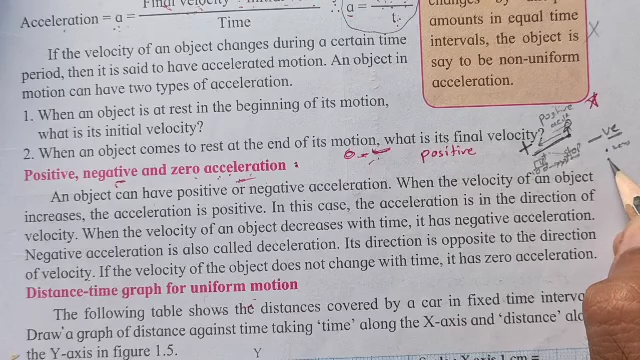 Final velocity - Initial
Acceleration = a =
Time
a =
t
If the velocity of an object changes during a certain time
period, then it is said to have accelerated motion. An object in
motion can have two types of acceleration.
1. When an object is at rest in the beginning of its motion,
what is its initial velocity?
2. When an object comes to rest at the end of its motion, what is its final velocity?
amounts in equal time
intervals, the object is
say to be non-uniform
acceleration.
positive
-ve
zero
positive
Positive, negative and zero acceleration :
An object can have positive or negative acceleration. When the velocity of an object
increases, the acceleration is positive. In this case, the acceleration is in the direction of
velocity. When the velocity of an object decreases with time, it has negative acceleration.
Negative acceleration is also called deceleration. Its direction is opposite to the direction
of velocity. If the velocity of the object does not change with time, it has zero acceleration.
Distance-time graph for uniform motion
The following table shows the distances covered by a car in fixed time
Draw a graph of distance against time taking 'time' along the X-axis and 'distance'
the Y-axis in figure 1.5.
Y